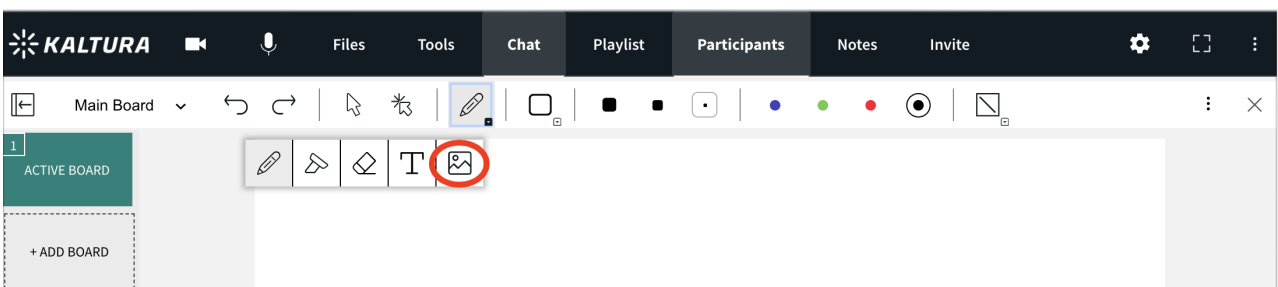 KALTURA Files Tools Chat Playlist Participants Notes Invite
Main Board
1
ACTIVE BOARD
T
+ ADD BOARD